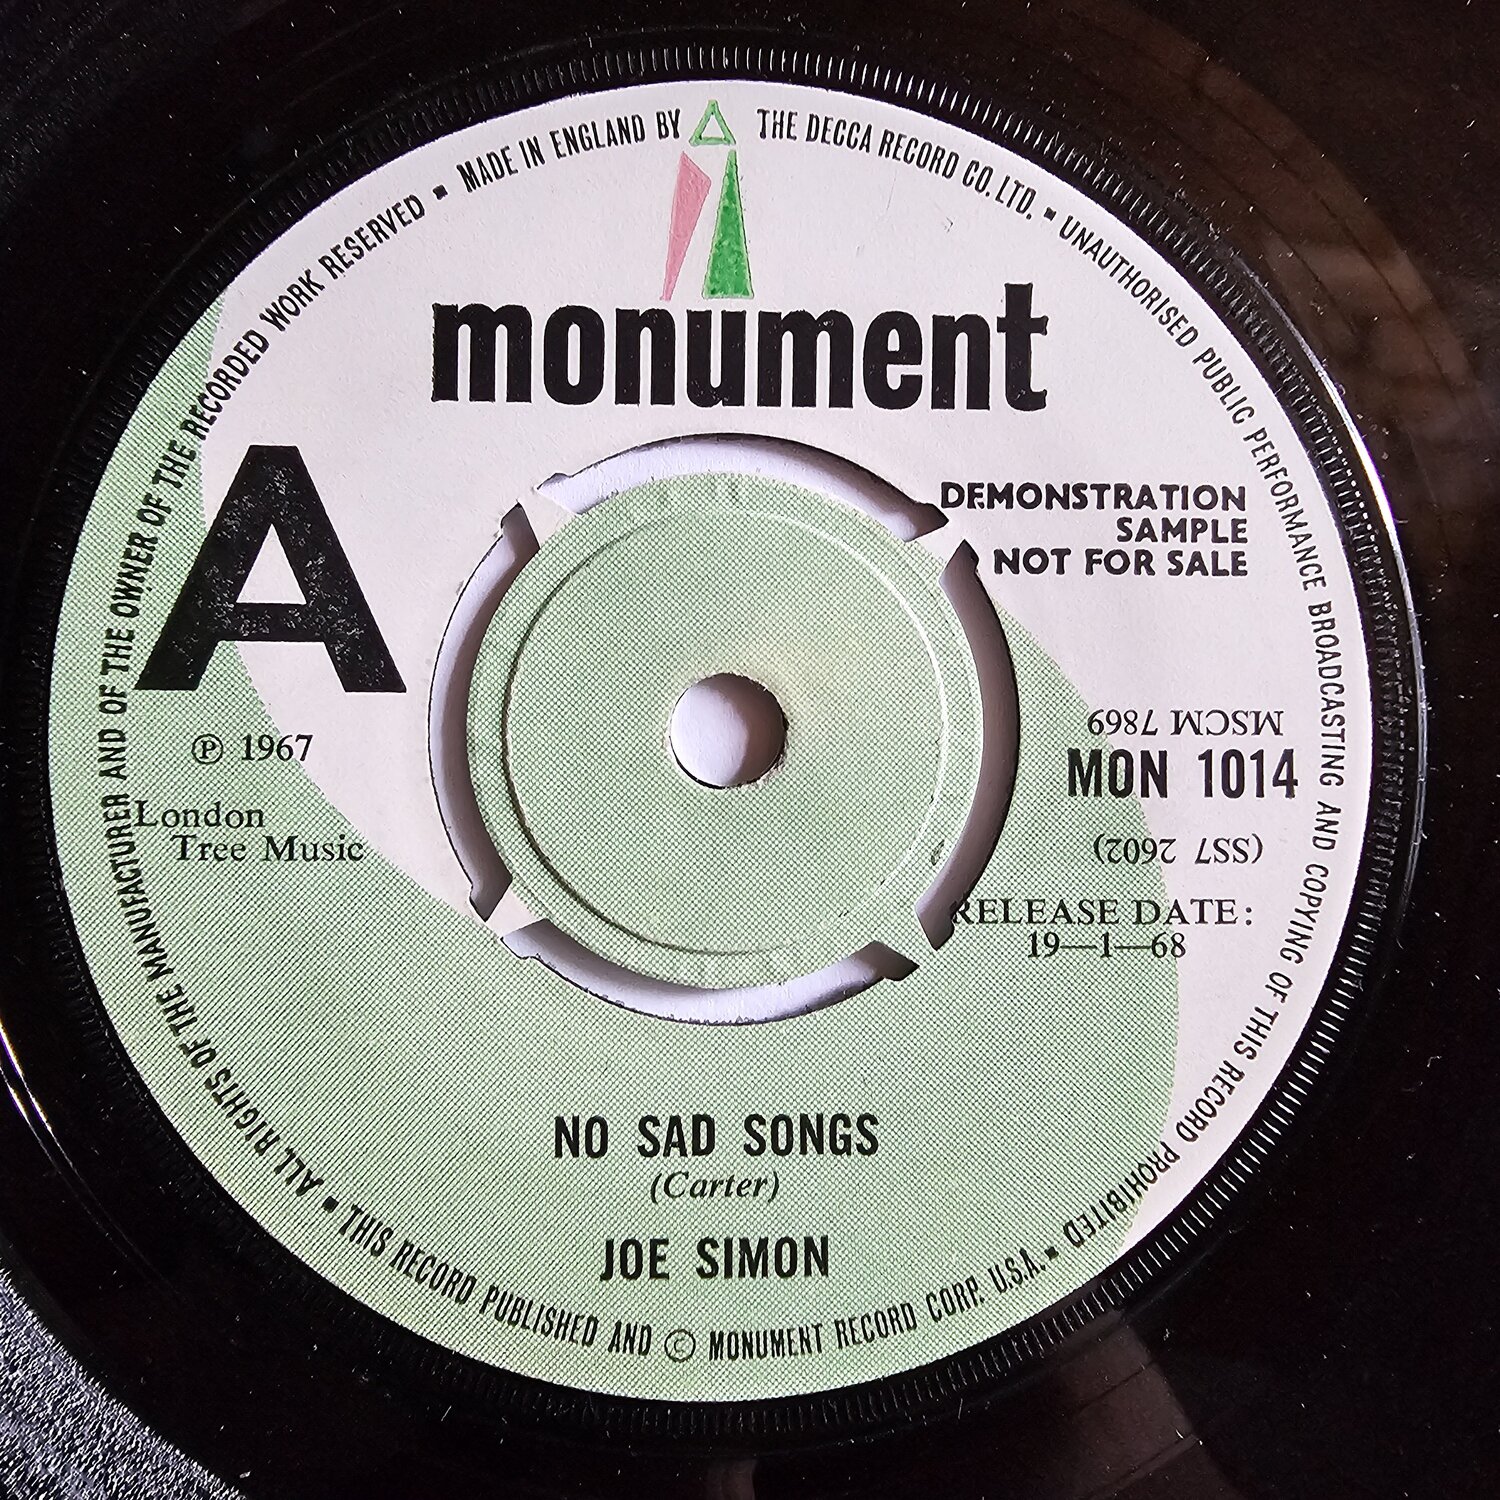 MADE IN ENGLAND BY THE DECCA RECORD CO. LTD. ▪ UNAUTHORISED PUBLIC PERFORMANCE BROADCASTING AND COPYING OF THIS RECORD PROHIBITED ▪
ALL RIGHTS OF THE MANUFACTURER AND OF THE OWNER OF THE RECORDED WORK RESERVED ▪
monument
A
DEMONSTRATION
SAMPLE
NOT FOR SALE
℗ 1967
London
Tree Music
MSCM 7869
MON 1014
(SS7 2602)
RELEASE DATE:
19—1—68
NO SAD SONGS
(Carter)
JOE SIMON
▪ THIS RECORD PUBLISHED AND © MONUMENT RECORD CORP. U.S.A.